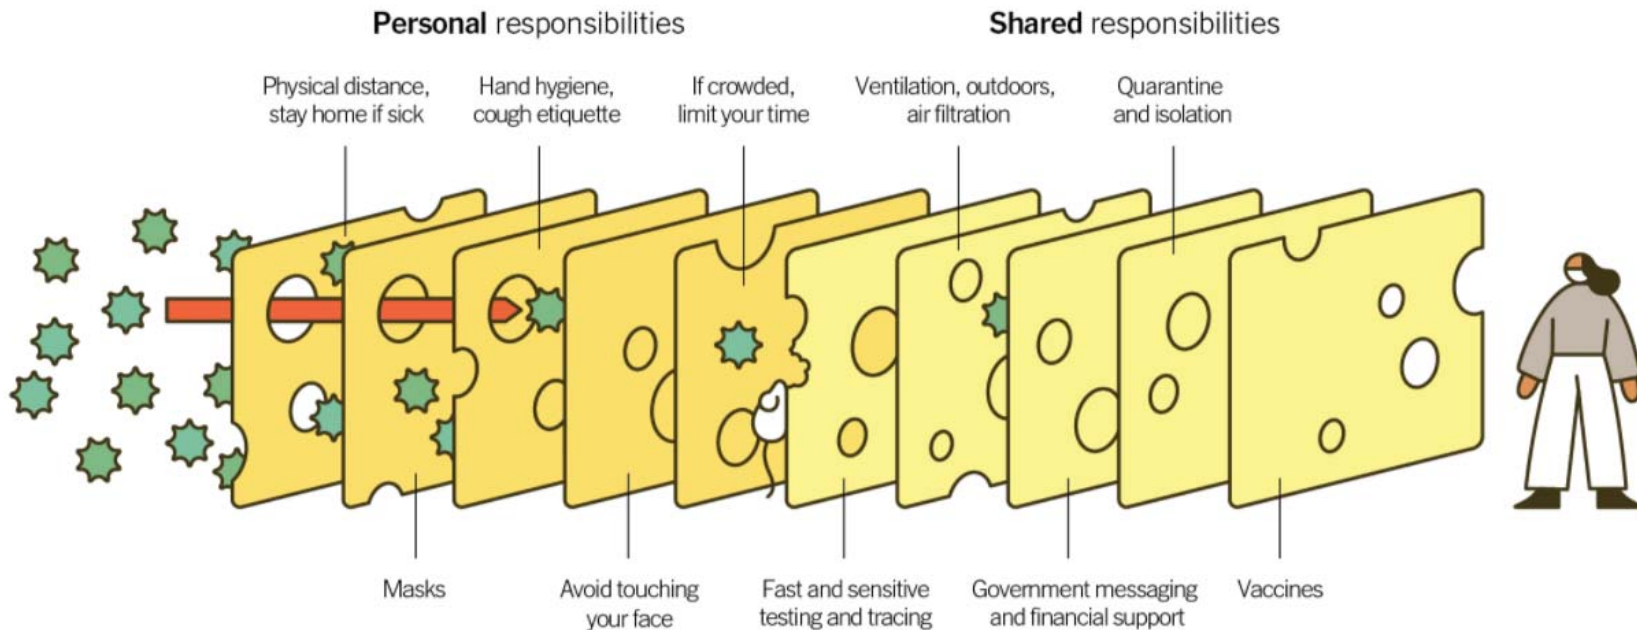 Personal responsibilities
Shared responsibilities
Physical distance,
stay home if sick
Hand hygiene,
cough etiquette
If crowded,
limit your time
Ventilation, outdoors,
air filtration
Quarantine
and isolation
Masks
Avoid touching
your face
Fast and sensitive
testing and tracing
Government messaging
and financial support
Vaccines